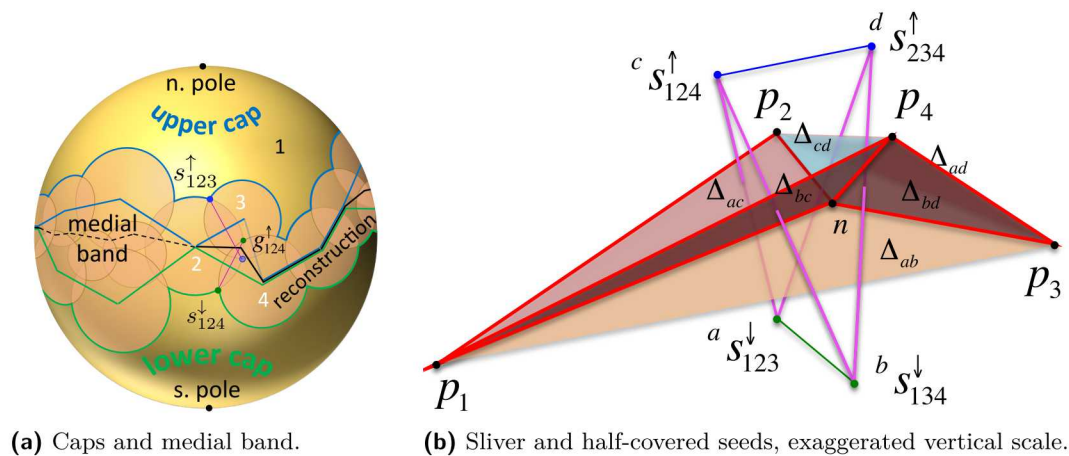 n. pole
upper cap
1
s↑123
3
medial
band
g↑124
2
reconstruction
4
s↓124
lower cap
s. pole
(a) Caps and medial band.
d s↑234
c s↑124
p2
p4
Δcd
Δad
Δac
Δbc
Δbd
n
Δab
p3
a s↓123
b s↓134
p1
(b) Sliver and half-covered seeds, exaggerated vertical scale.